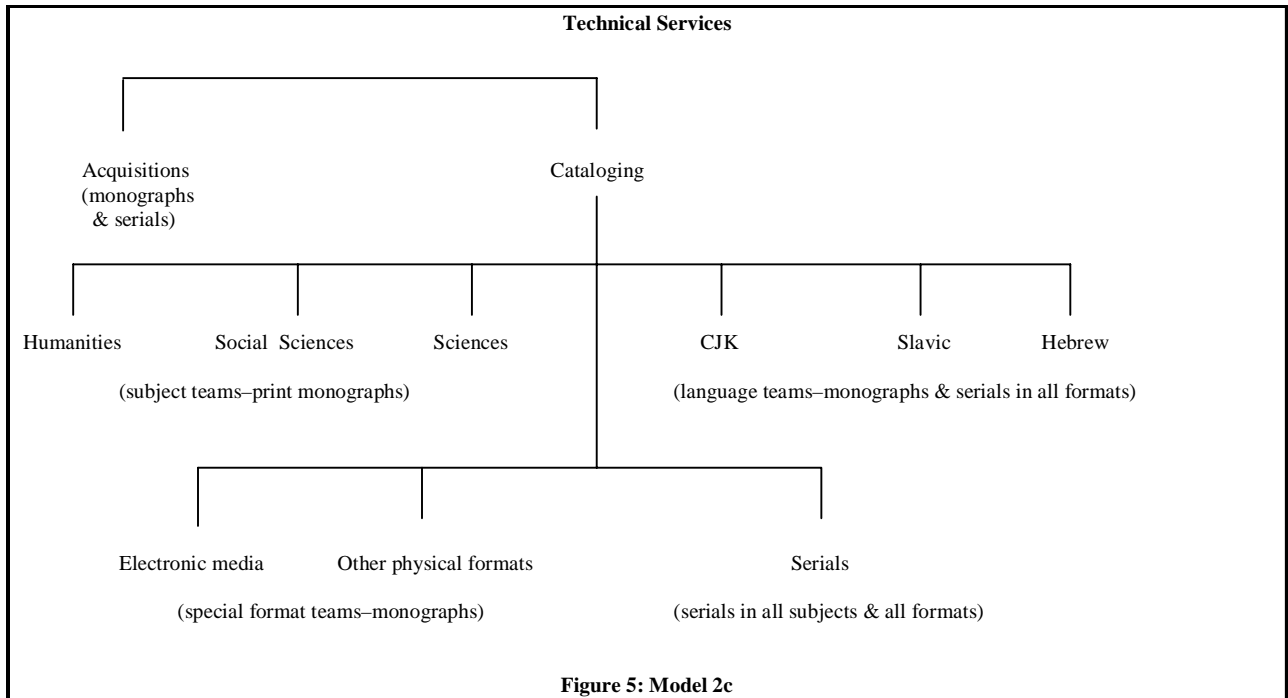 Technical Services
Acquisitions
(monographs
& serials)
Cataloging
Humanities
Social Sciences
Sciences
CJK
Slavic
Hebrew
(subject teams–print monographs)
(language teams–monographs & serials in all formats)
Electronic media
Other physical formats
Serials
(special format teams–monographs)
(serials in all subjects & all formats)
Figure 5: Model 2c